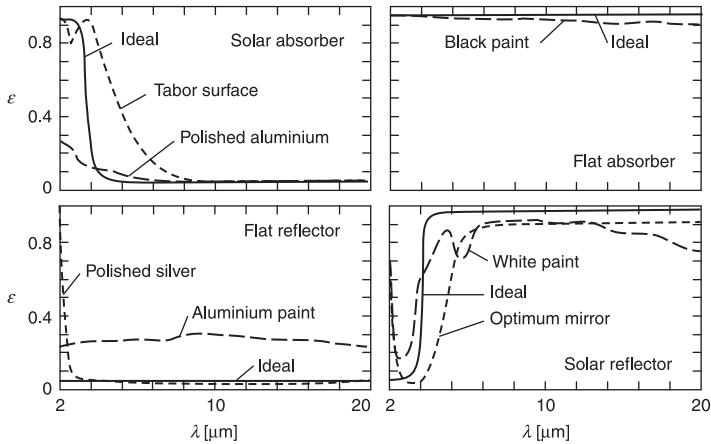 0.9
Ideal
Solar absorber
ε
Tabor surface
0.4
Polished aluminium
0
Black paint
Ideal
Flat absorber
0.9
Flat reflector
Polished silver
ε
Aluminium paint
0.4
Ideal
0
2
10
20
λ [μm]
White paint
Ideal
Optimum mirror
Solar reflector
2
10
20
λ [μm]